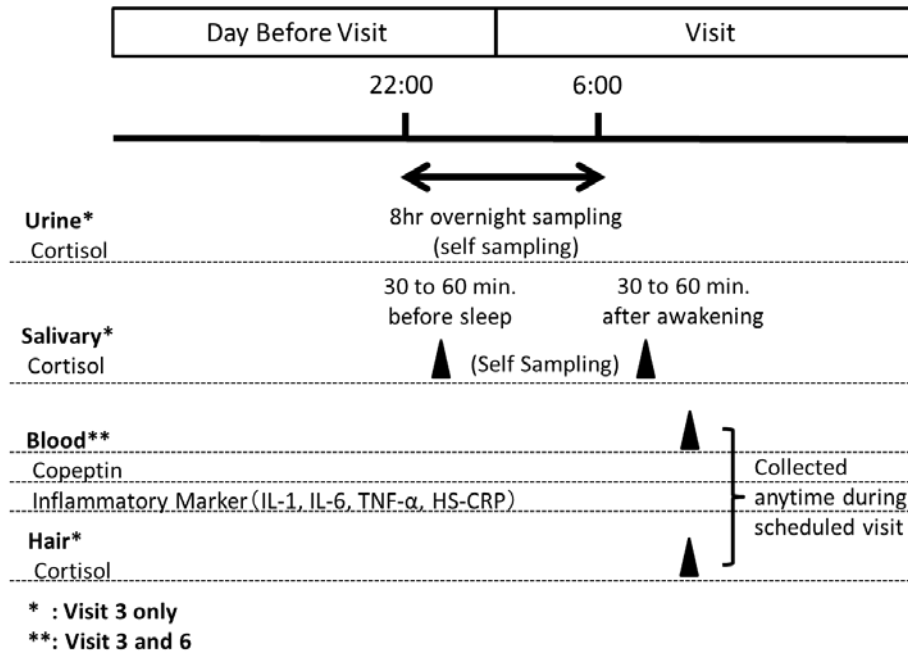 Day Before Visit Visit
22:00 6:00
Urine*
Cortisol
8hr overnight sampling
(self sampling)
30 to 60 min.
before sleep
30 to 60 min.
after awakening
Salivary*
Cortisol
(Self Sampling)
Blood**
Copeptin
Inflammatory Marker(IL-1, IL-6, TNF-α, HS-CRP)
Hair*
Cortisol
Collected
anytime during
scheduled visit
* : Visit 3 only
**: Visit 3 and 6